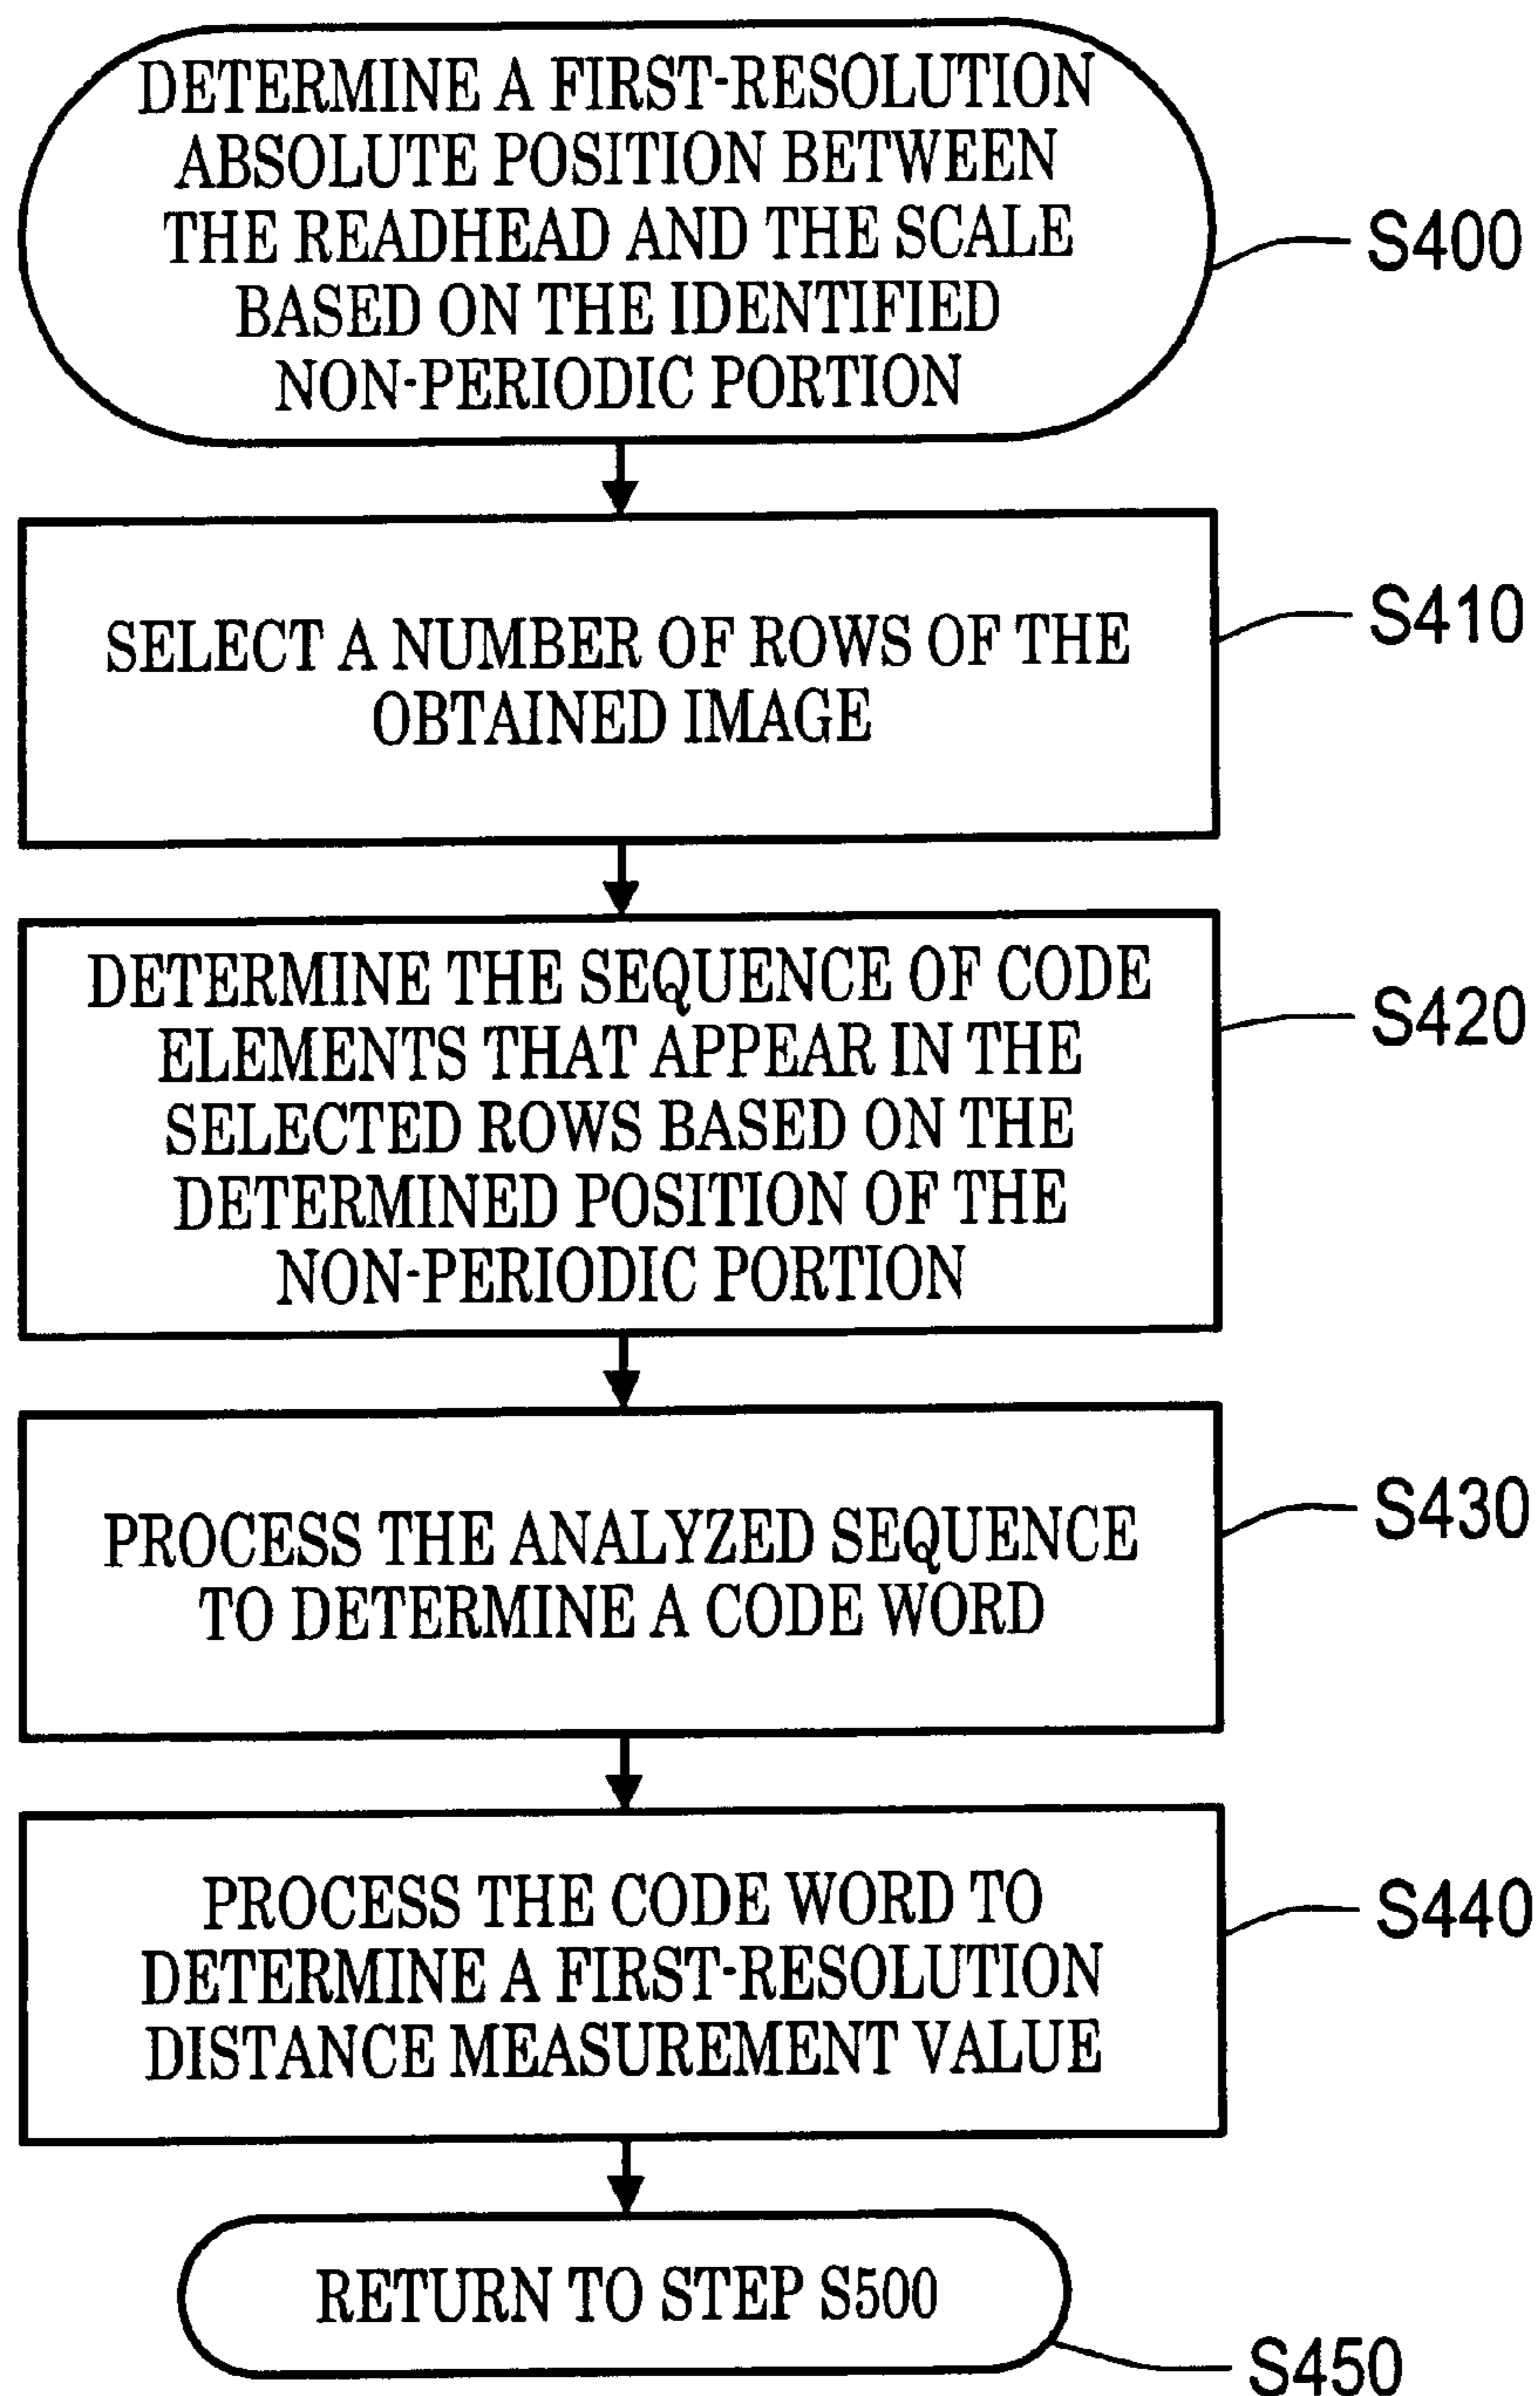 DETERMINE A FIRST-RESOLUTION
ABSOLUTE POSITION BETWEEN
THE READHEAD AND THE SCALE
BASED ON THE IDENTIFIED
NON-PERIODIC PORTION
S400
SELECT A NUMBER OF ROWS OF THE
OBTAINED IMAGE
S410
DETERMINE THE SEQUENCE OF CODE
ELEMENTS THAT APPEAR IN THE
SELECTED ROWS BASED ON THE
DETERMINED POSITION OF THE
NON-PERIODIC PORTION
S420
PROCESS THE ANALYZED SEQUENCE
TO DETERMINE A CODE WORD
S430
PROCESS THE CODE WORD TO
DETERMINE A FIRST-RESOLUTION
DISTANCE MEASUREMENT VALUE
S440
RETURN TO STEP S500
S450